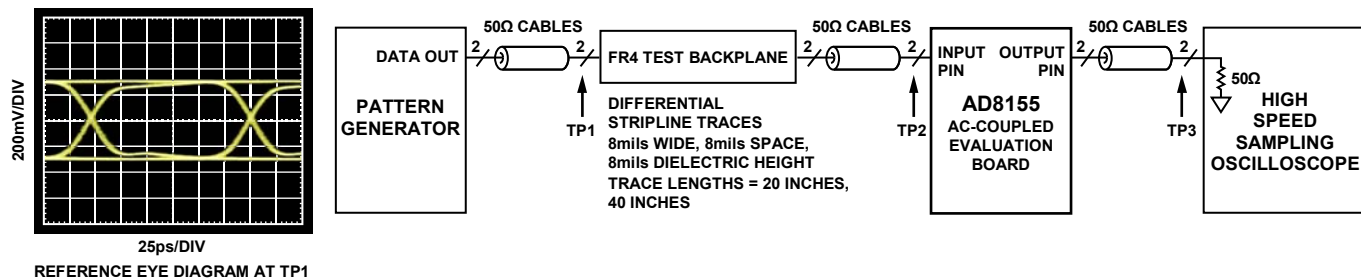 200mV/DIV
25ps/DIV
REFERENCE EYE DIAGRAM AT TP1
PATTERN
GENERATOR
DATA OUT
2
50Ω CABLES
2
TP1
FR4 TEST BACKPLANE
DIFFERENTIAL
STRIPLINE TRACES
8mils WIDE, 8mils SPACE,
8mils DIELECTRIC HEIGHT
TRACE LENGTHS = 20 INCHES,
40 INCHES
2
50Ω CABLES
2
TP2
INPUT
PIN
OUTPUT
PIN
AD8155
AC-COUPLED
EVALUATION
BOARD
2
50Ω CABLES
2
TP3
50Ω
HIGH
SPEED
SAMPLING
OSCILLOSCOPE